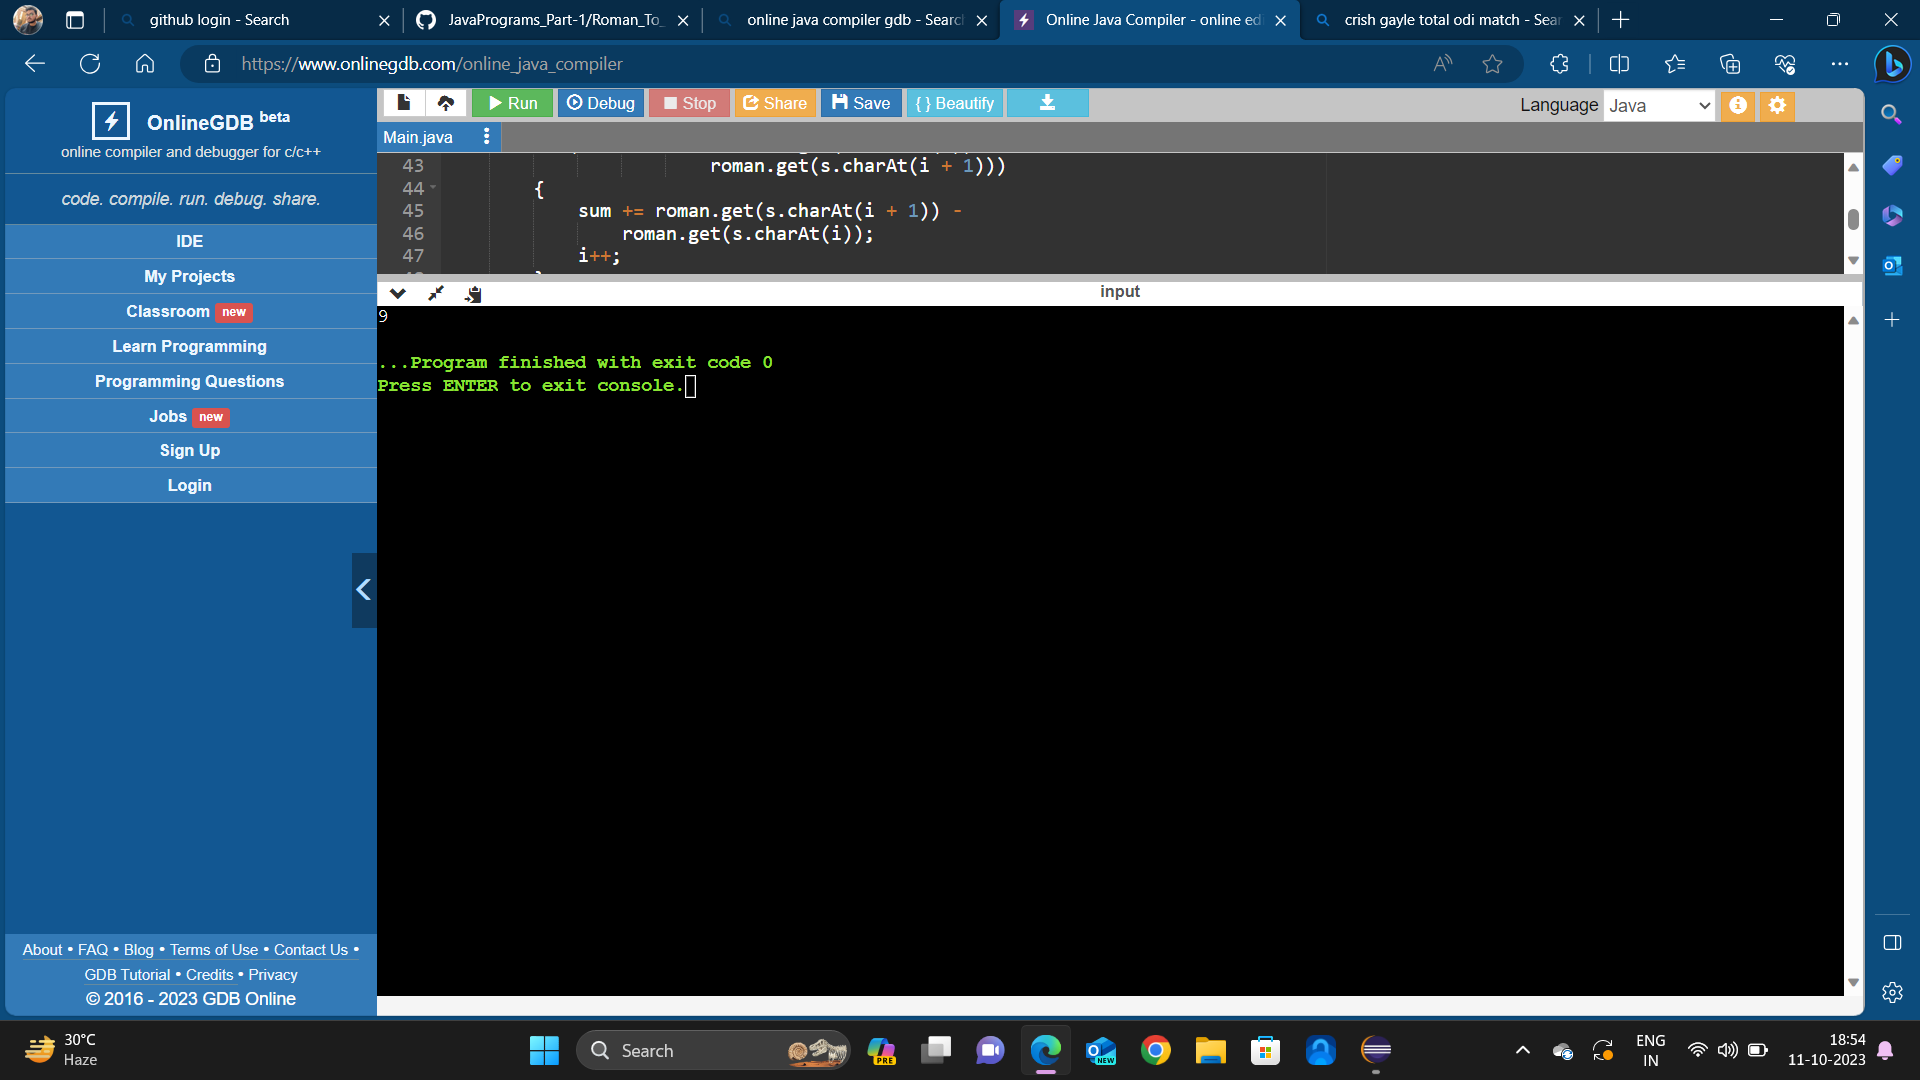 github login - Search
JavaPrograms_Part-1/Roman_To_
online java compiler gdb - Searc
Online Java Compiler - online edi
crish gayle total odi match - Sear
https://www.onlinegdb.com/online_java_compiler
OnlineGDB beta
online compiler and debugger for c/c++
code. compile. run. debug. share.
IDE
My Projects
Classroom new
Learn Programming
Programming Questions
Jobs new
Sign Up
Login
About • FAQ • Blog • Terms of Use • Contact Us •
GDB Tutorial • Credits • Privacy
© 2016 - 2023 GDB Online
Run Debug Stop Share Save { } Beautify
Language Java
Main.java
43 roman.get(s.charAt(i + 1)))
44 {
45 sum += roman.get(s.charAt(i + 1)) -
46 roman.get(s.charAt(i));
47 i++;
input
9
...Program finished with exit code 0
Press ENTER to exit console.
30°C
Haze
Search
PRE
NEW
ENG
IN
18:54
11-10-2023